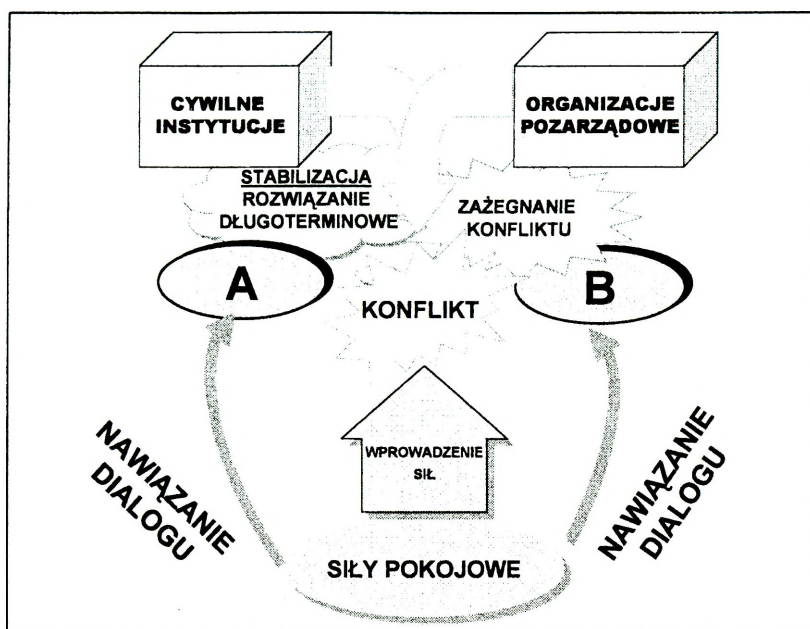 CYWILNE
INSTYTUCJE
ORGANIZACJE
POZARZĄDOWE
STABILIZACJA
ROZWIĄZANIE
DŁUGOTERMINOWE
ZAŻEGNANIE
KONFLIKTU
A
KONFLIKT
B
NAWIĄZANIE
DIALOGU
WPROWADZENIE
SIŁ
NAWIĄZANIE
DIALOGU
SIŁY POKOJOWE